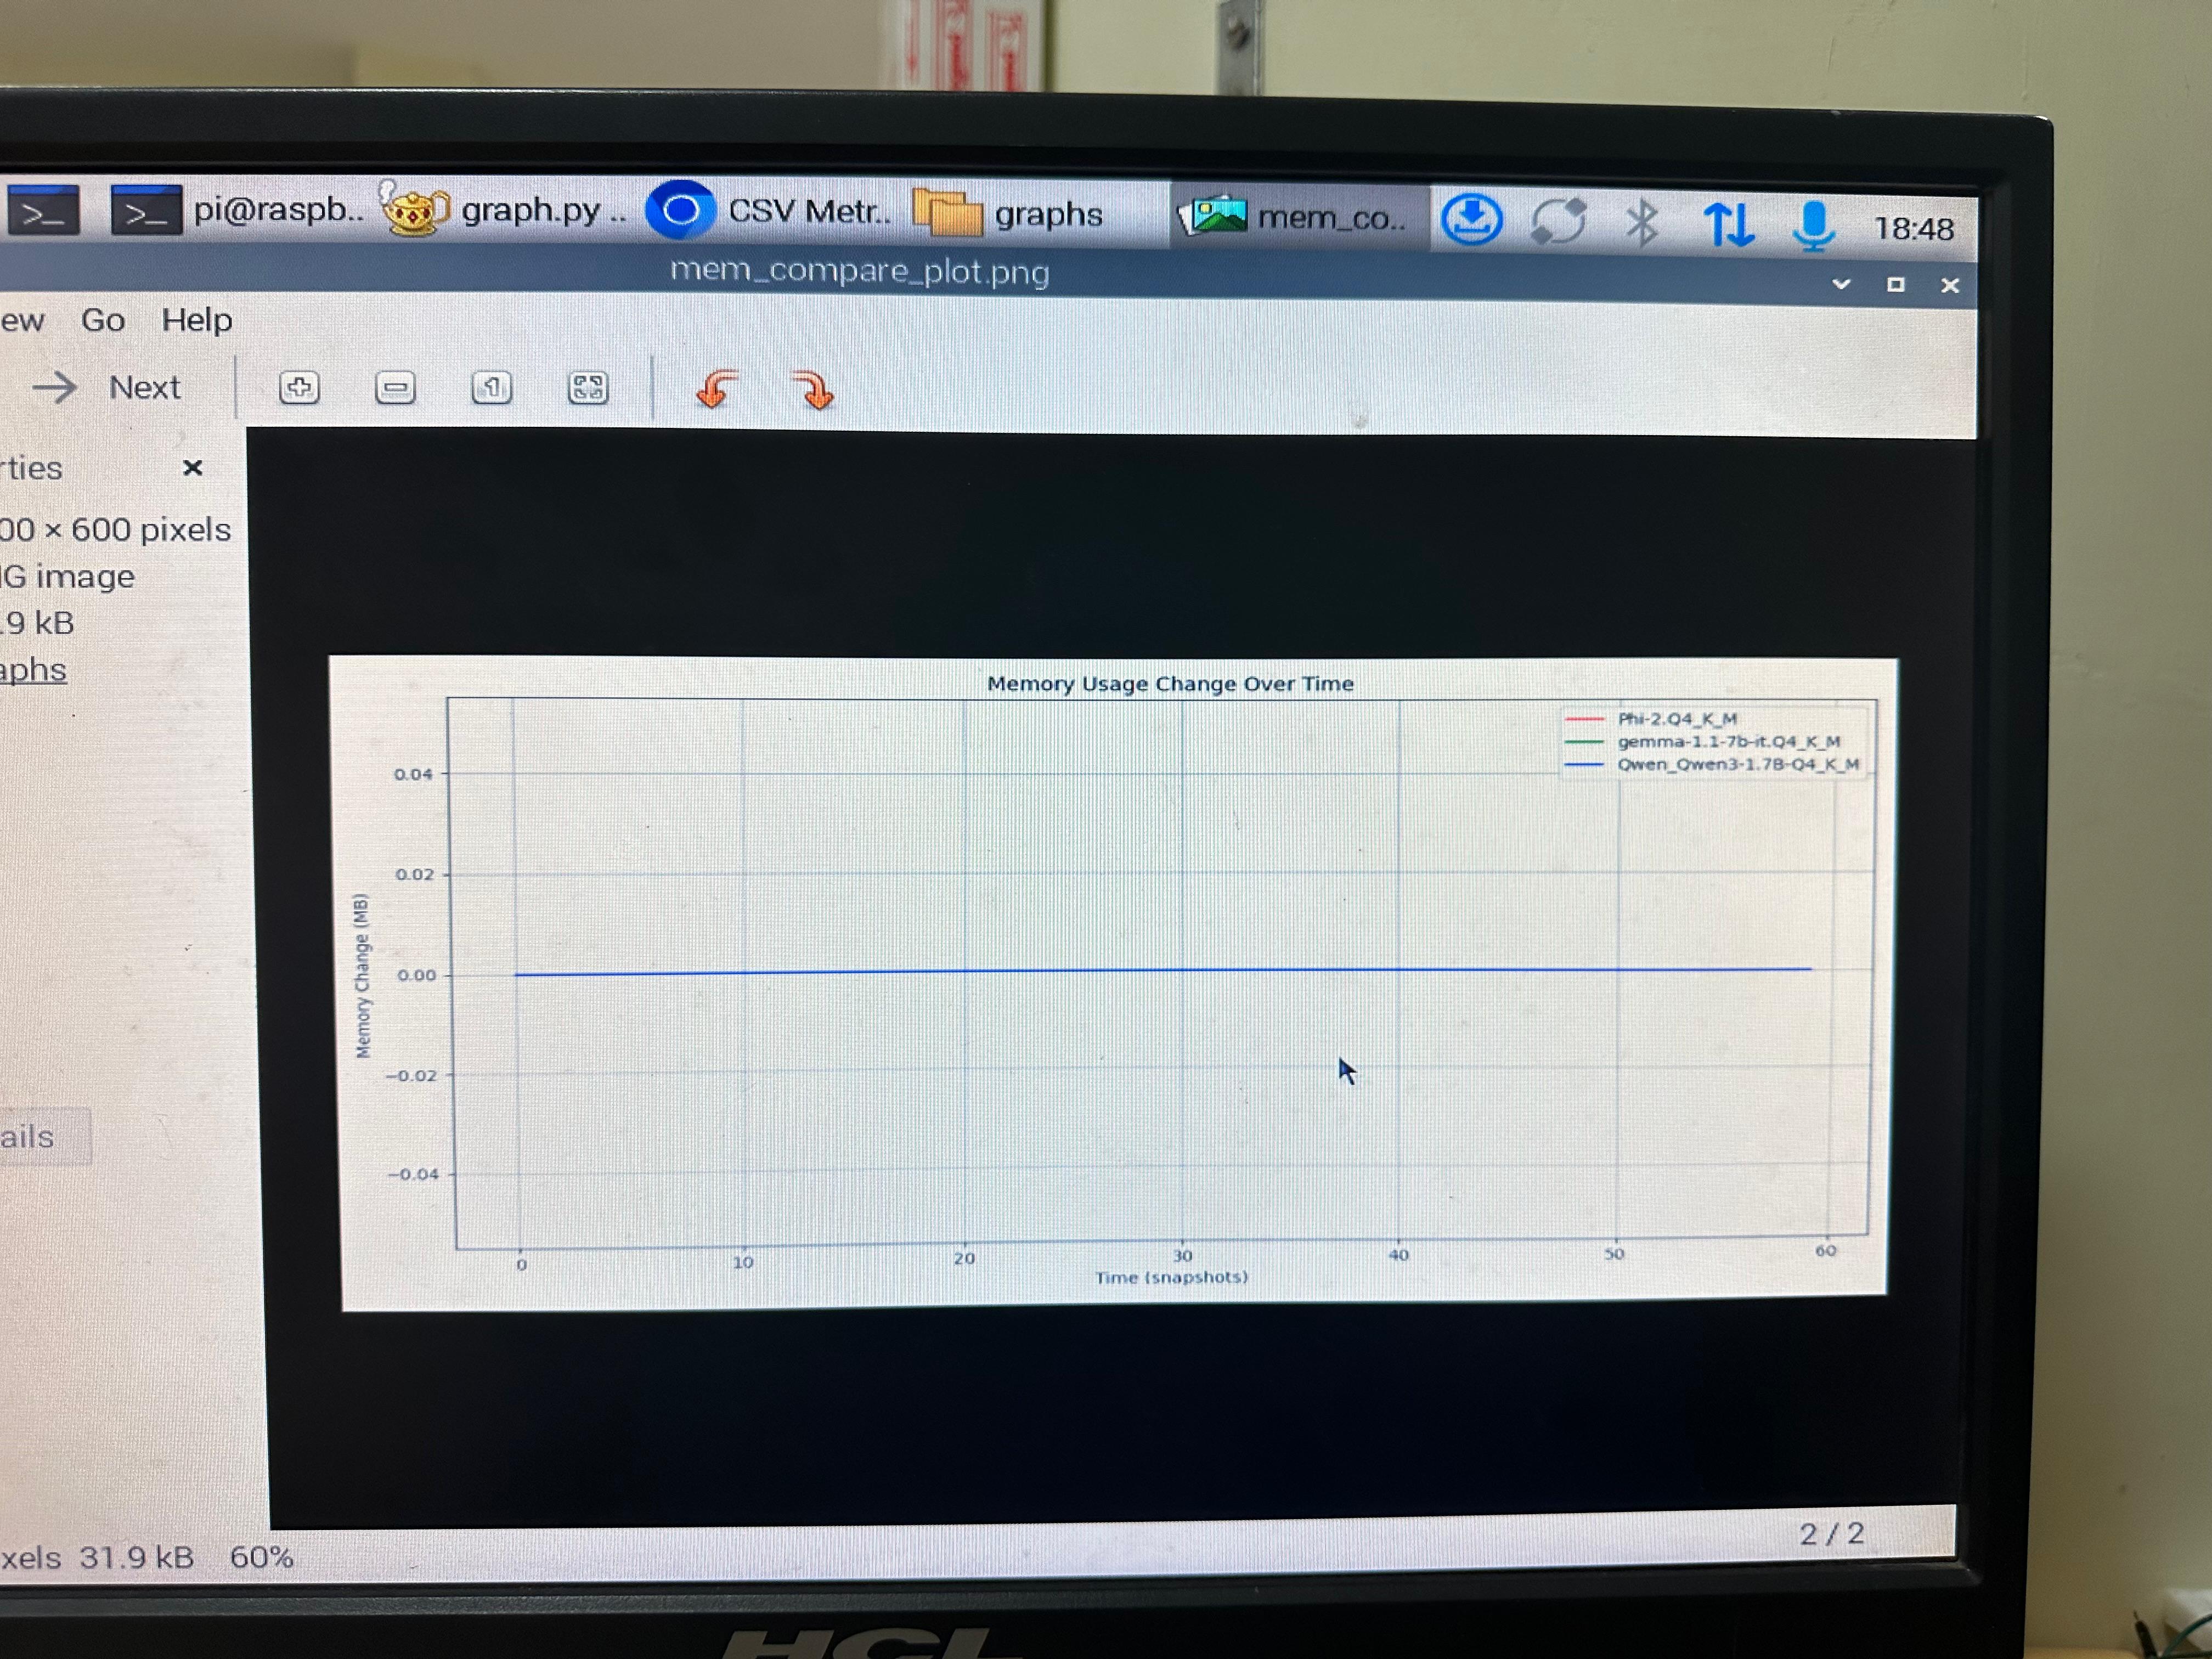 pi@raspb.. graph.py .. CSV Metr.. graphs mem_co.. 18:48
mem_compare_plot.png
ew Go Help
Next
rties
00 × 600 pixels
IG image
.9 kB
aphs
ails
Memory Usage Change Over Time
Phi-2.Q4_K_M
gemma-1.1-7b-it.Q4_K_M
Qwen_Qwen3-1.7B-Q4_K_M
Memory Change (MB)
0.04
0.02
0.00
−0.02
−0.04
0 10 20 30 40 50 60
Time (snapshots)
xels 31.9 kB 60% 2 / 2
HCL